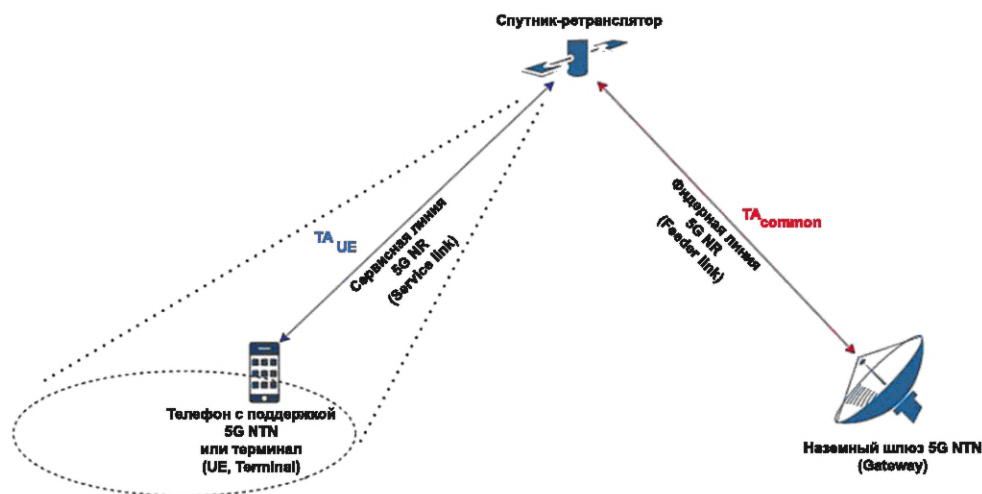 Спутник-ретранслятор
TA UE
Сервисная линия
5G NR
(Service link)
Фидерная линия
5G NR
(Feeder link)
TA common
Телефон с поддержкой
5G NTN
или терминал
(UE, Terminal)
Наземный шлюз 5G NTN
(Gateway)